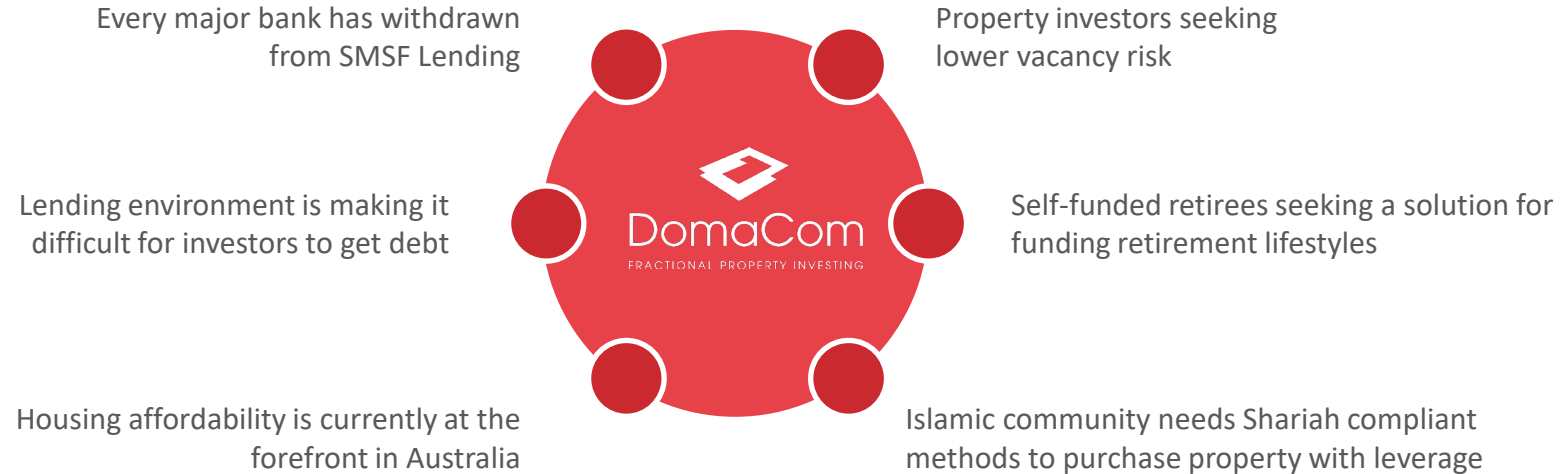 Every major bank has withdrawn
from SMSF Lending
Property investors seeking
lower vacancy risk
Lending environment is making it
difficult for investors to get debt
DomaCom
FRACTIONAL PROPERTY INVESTING
Self-funded retirees seeking a solution for
funding retirement lifestyles
Housing affordability is currently at the
forefront in Australia
Islamic community needs Shariah compliant
methods to purchase property with leverage